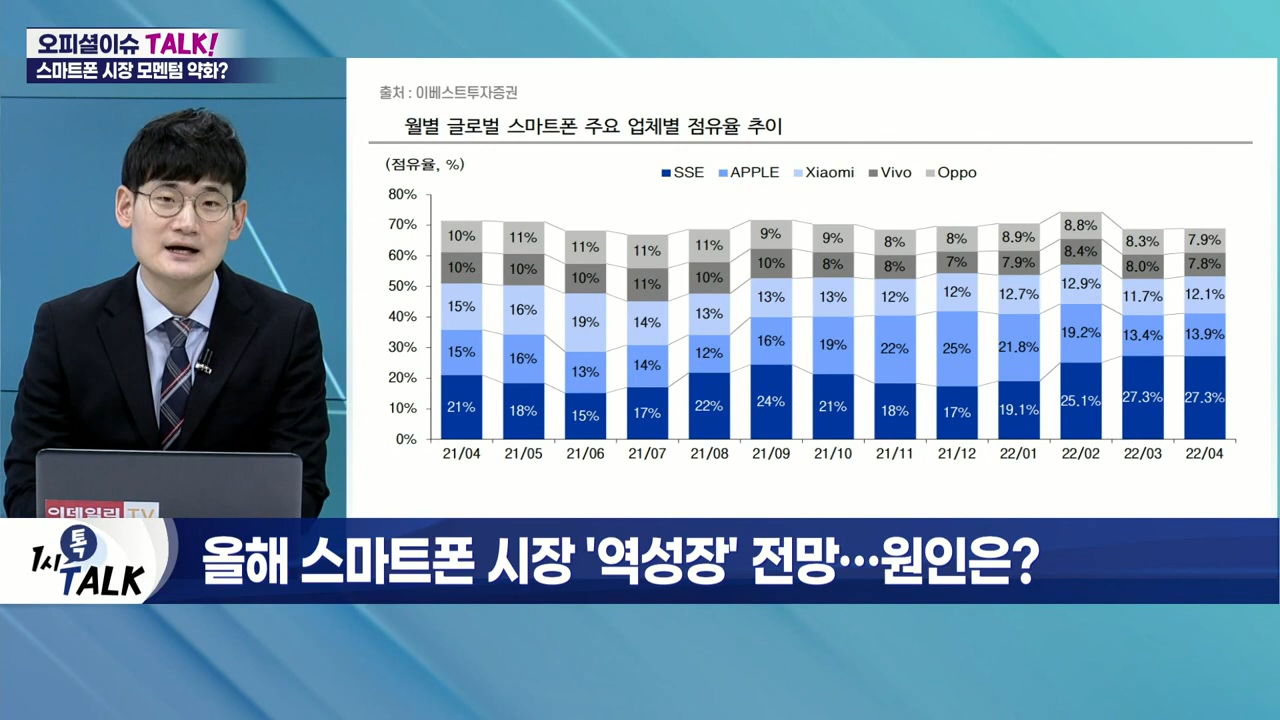 오피셜이슈 TALK!
스마트폰 시장 모멘텀 약화?
출처 : 이베스트투자증권
월별 글로벌 스마트폰 주요 업체별 점유율 추이
(점유율, %)
SSE APPLE Xiaomi Vivo Oppo
80%
70%
60%
50%
40%
30%
20%
10%
0%
10% 11% 11% 11% 11% 9% 9% 8% 8% 8.9% 8.8% 8.3% 7.9%
10% 10% 10% 11% 10% 10% 8% 8% 7% 7.9% 8.4% 8.0% 7.8%
15% 16% 19% 14% 13% 13% 13% 12% 12% 12.7% 12.9% 11.7% 12.1%
15% 16% 13% 14% 12% 16% 19% 22% 25% 21.8% 19.2% 13.4% 13.9%
21% 18% 15% 17% 22% 24% 21% 18% 17% 19.1% 25.1% 27.3% 27.3%
21/04 21/05 21/06 21/07 21/08 21/09 21/10 21/11 21/12 22/01 22/02 22/03 22/04
이데일리 TV
1시 톡 TALK
올해 스마트폰 시장 '역성장' 전망…원인은?